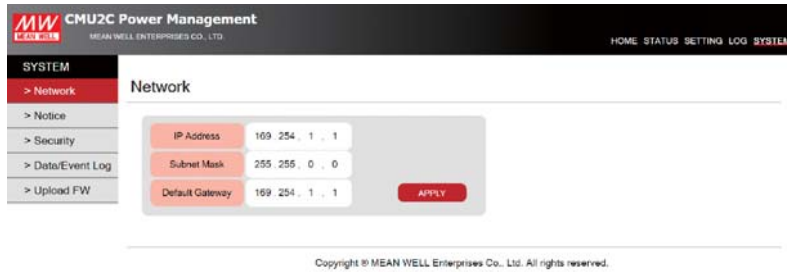 MW
MEAN WELL
CMU2C Power Management
MEAN WELL ENTERPRISES CO., LTD.
HOME STATUS SETTING LOG SYSTEM
SYSTEM
> Network
> Notice
> Security
> Data/Event Log
> Upload FW
Network
IP Address 169 . 254 . 1 . 1
Subnet Mask 255 . 255 . 0 . 0
Default Gateway 169 . 254 . 1 . 1
APPLY
Copyright © MEAN WELL Enterprises Co., Ltd. All rights reserved.